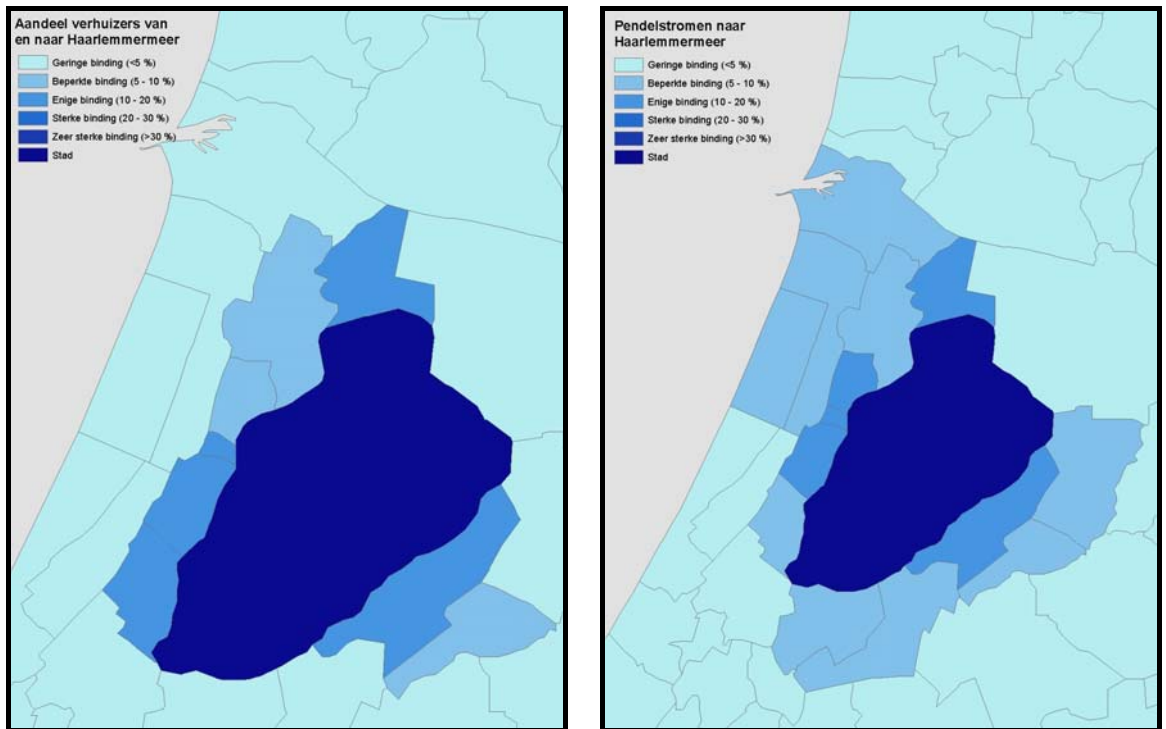 Aandeel verhuizers van
en naar Haarlemmermeer
Geringe binding (<5 %)
Beperkte binding (5 - 10 %)
Enige binding (10 - 20 %)
Sterke binding (20 - 30 %)
Zeer sterke binding (>30 %)
Stad
Pendelstromen naar
Haarlemmermeer
Geringe binding (<5 %)
Beperkte binding (5 - 10 %)
Enige binding (10 - 20 %)
Sterke binding (20 - 30 %)
Zeer sterke binding (>30 %)
Stad